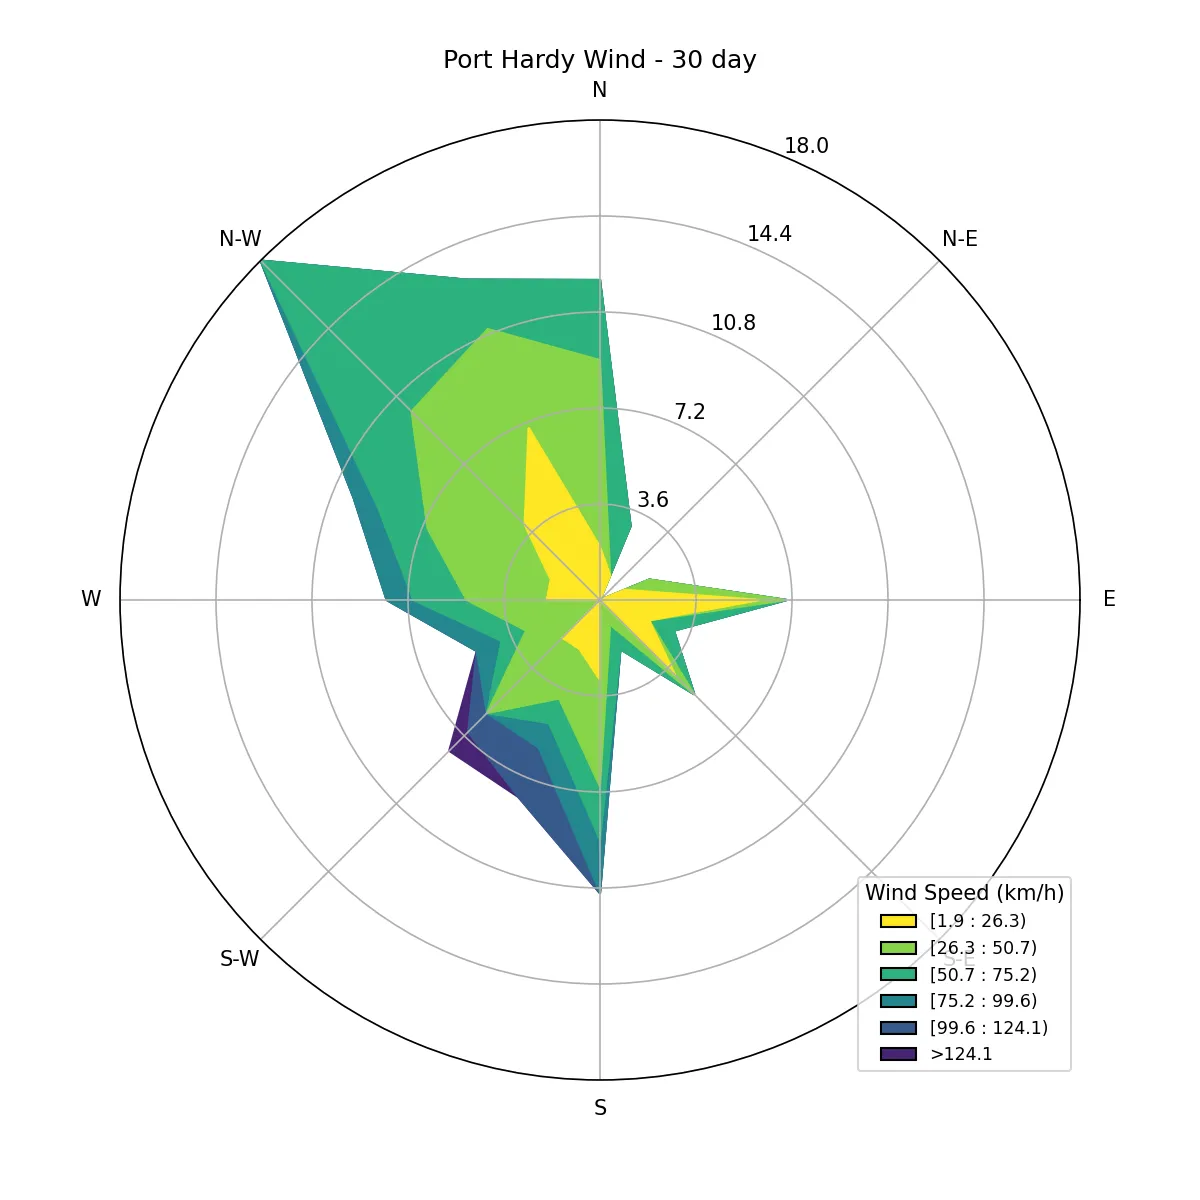 Port Hardy Wind - 30 day
N
18.0
14.4
N-W
N-E
10.8
7.2
3.6
W
E
Wind Speed (km/h)
[1.9 : 26.3)
[26.3 : 50.7)
S-W
S-E
[50.7 : 75.2)
[75.2 : 99.6)
[99.6 : 124.1)
>124.1
S